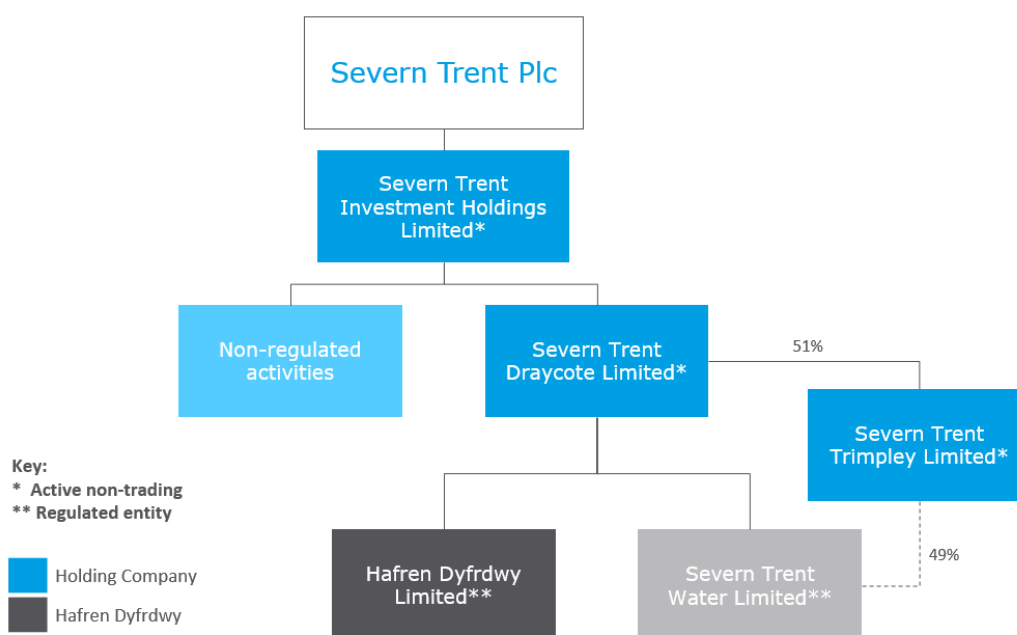 Severn Trent Plc
Severn Trent
Investment Holdings
Limited*
Non-regulated
activities
Severn Trent
Draycote Limited*
51%
Severn Trent
Trimpley Limited*
Key:
* Active non-trading
** Regulated entity
Hafren Dyfrdwy
Limited**
Severn Trent
Water Limited**
49%
Holding Company
Hafren Dyfrdwy